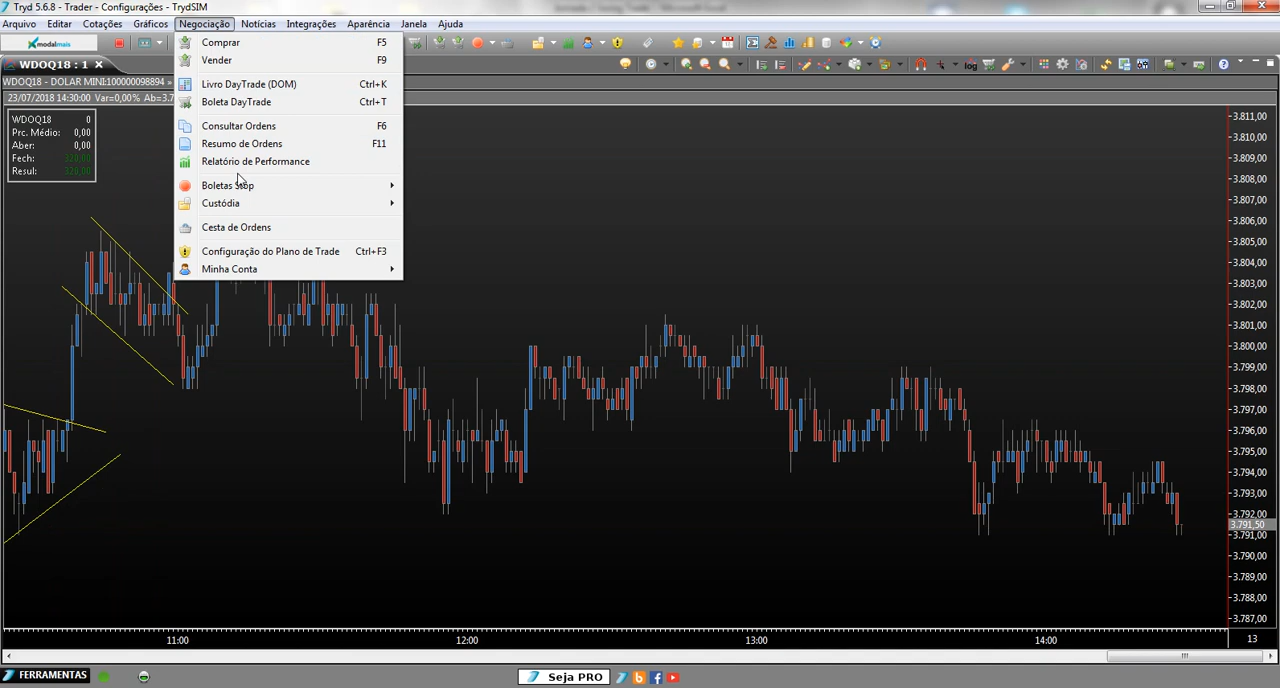 Tryd 5.6.8 - Trader - Configurações - TrydSIM
Arquivo Editar Cotações Gráficos Negociação Notícias Integrações Aparência Janela Ajuda
modalmais
Comprar F5
Vender F9
Livro DayTrade (DOM) Ctrl+K
Boleta DayTrade Ctrl+T
Consultar Ordens F6
Resumo de Ordens F11
Relatório de Performance
Boletas Stop
Custódia
Cesta de Ordens
Configuração do Plano de Trade Ctrl+F3
Minha Conta
WDOQ18 : 1
log
WDOQ18 - DOLAR MINI:1000000098894 »
23/07/2018 14:30:00 Var=0,00% Ab=3.7
WDOQ18 0
Prc. Médio: 0,00
Aber: 0,00
Fech: 320,00
Resul: 320,00
3.811,00
3.810,00
3.809,00
3.808,00
3.807,00
3.806,00
3.805,00
3.804,00
3.803,00
3.802,00
3.801,00
3.800,00
3.799,00
3.798,00
3.797,00
3.796,00
3.795,00
3.794,00
3.793,00
3.792,00
3.791,50
3.791,00
3.790,00
3.789,00
3.788,00
3.787,00
11:00 12:00 13:00 14:00 13
FERRAMENTAS
Seja PRO